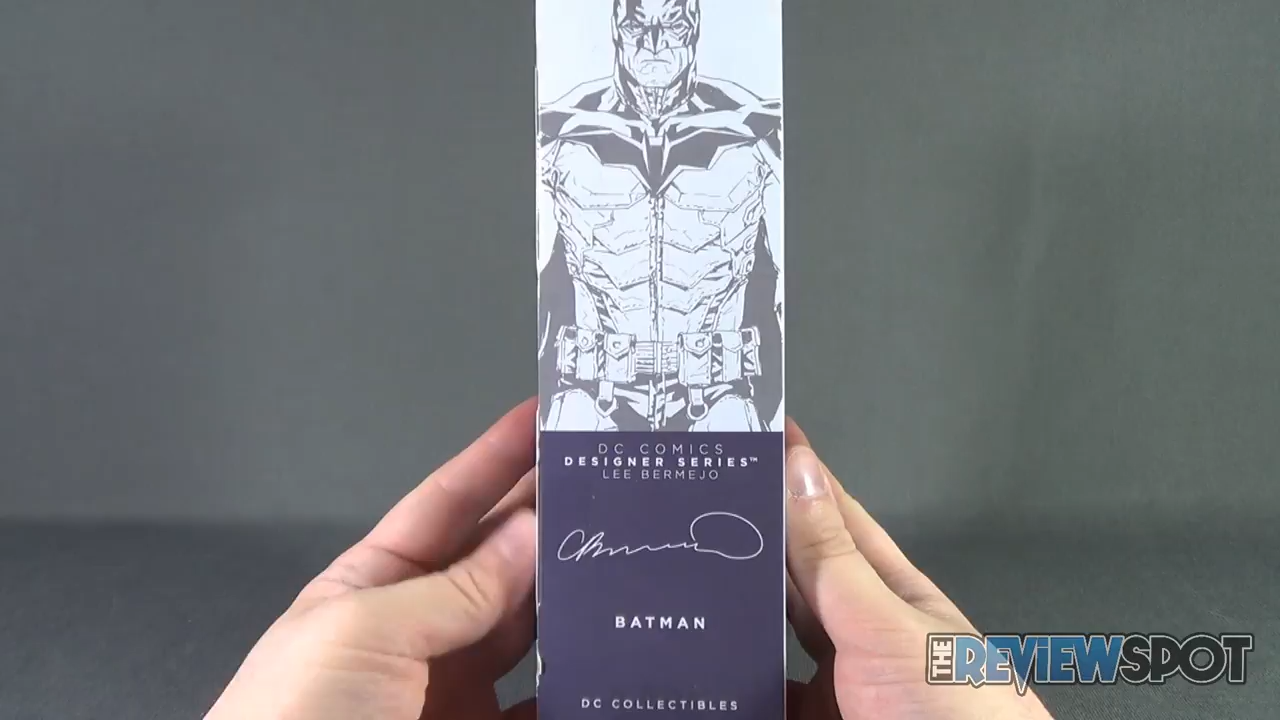 DC COMICS
DESIGNER SERIES™
LEE BERMEJO
BATMAN
DC COLLECTIBLES
THE REVIEWSPOT